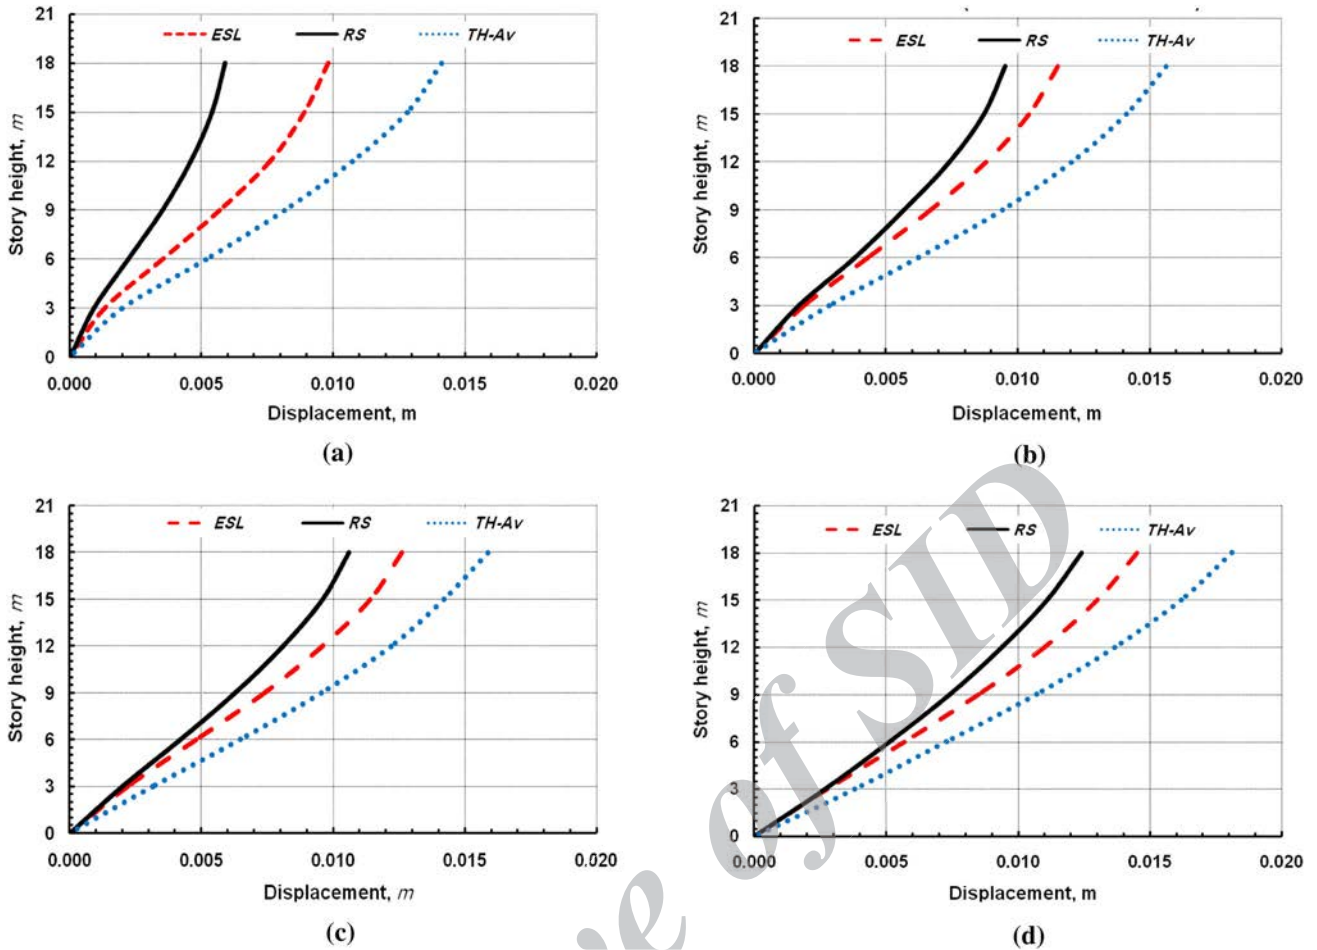 21
18
15
12
9
6
3
0
Story height, m
ESL RS TH-Av
0.000 0.005 0.010 0.015 0.020
Displacement, m
(a)
21
18
15
12
9
6
3
0
Story height, m
ESL RS TH-Av
0.000 0.005 0.010 0.015 0.020
Displacement, m
(b)
21
18
15
12
9
6
3
0
Story height, m
ESL RS TH-Av
0.000 0.005 0.010 0.015 0.020
Displacement, m
(c)
21
18
15
12
9
6
3
0
Story height, m
ESL RS TH-Av
0.000 0.005 0.010 0.015 0.020
Displacement, m
(d)
of SID